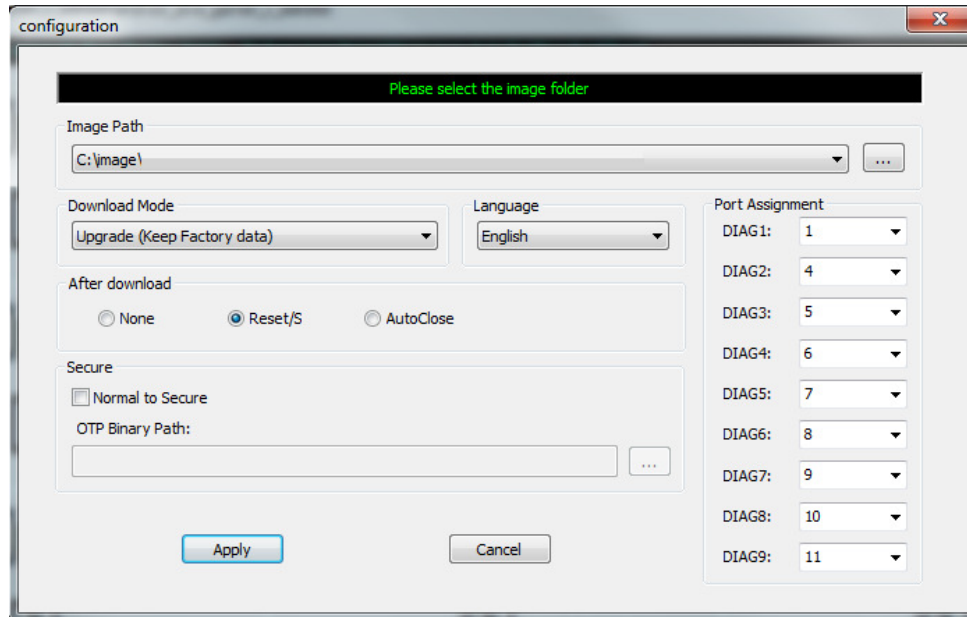 configuration
Please select the image folder
Image Path
C:\image\
...
Download Mode
Upgrade (Keep Factory data)
Language
English
After download
None
Reset/S
AutoClose
Secure
Normal to Secure
OTP Binary Path:
...
Apply
Cancel
Port Assignment
DIAG1: 1
DIAG2: 4
DIAG3: 5
DIAG4: 6
DIAG5: 7
DIAG6: 8
DIAG7: 9
DIAG8: 10
DIAG9: 11